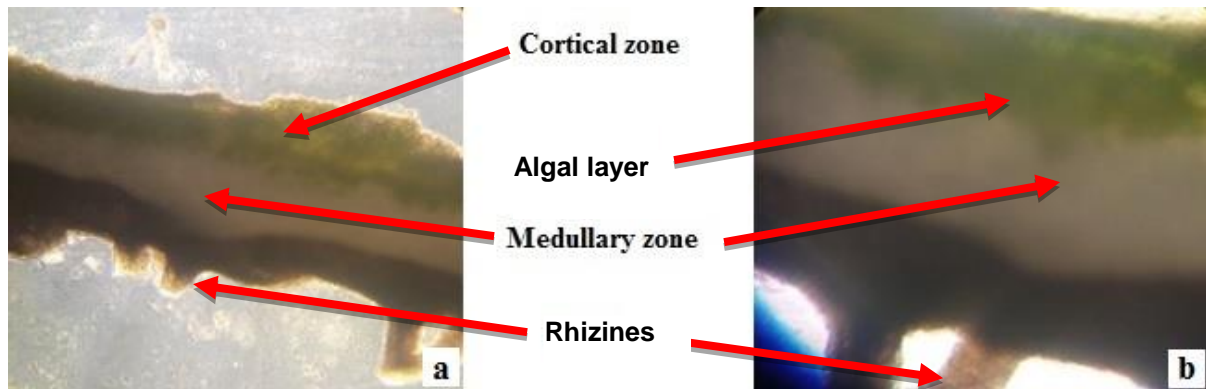 Cortical zone
Algal layer
Medullary zone
Rhizines
a
b